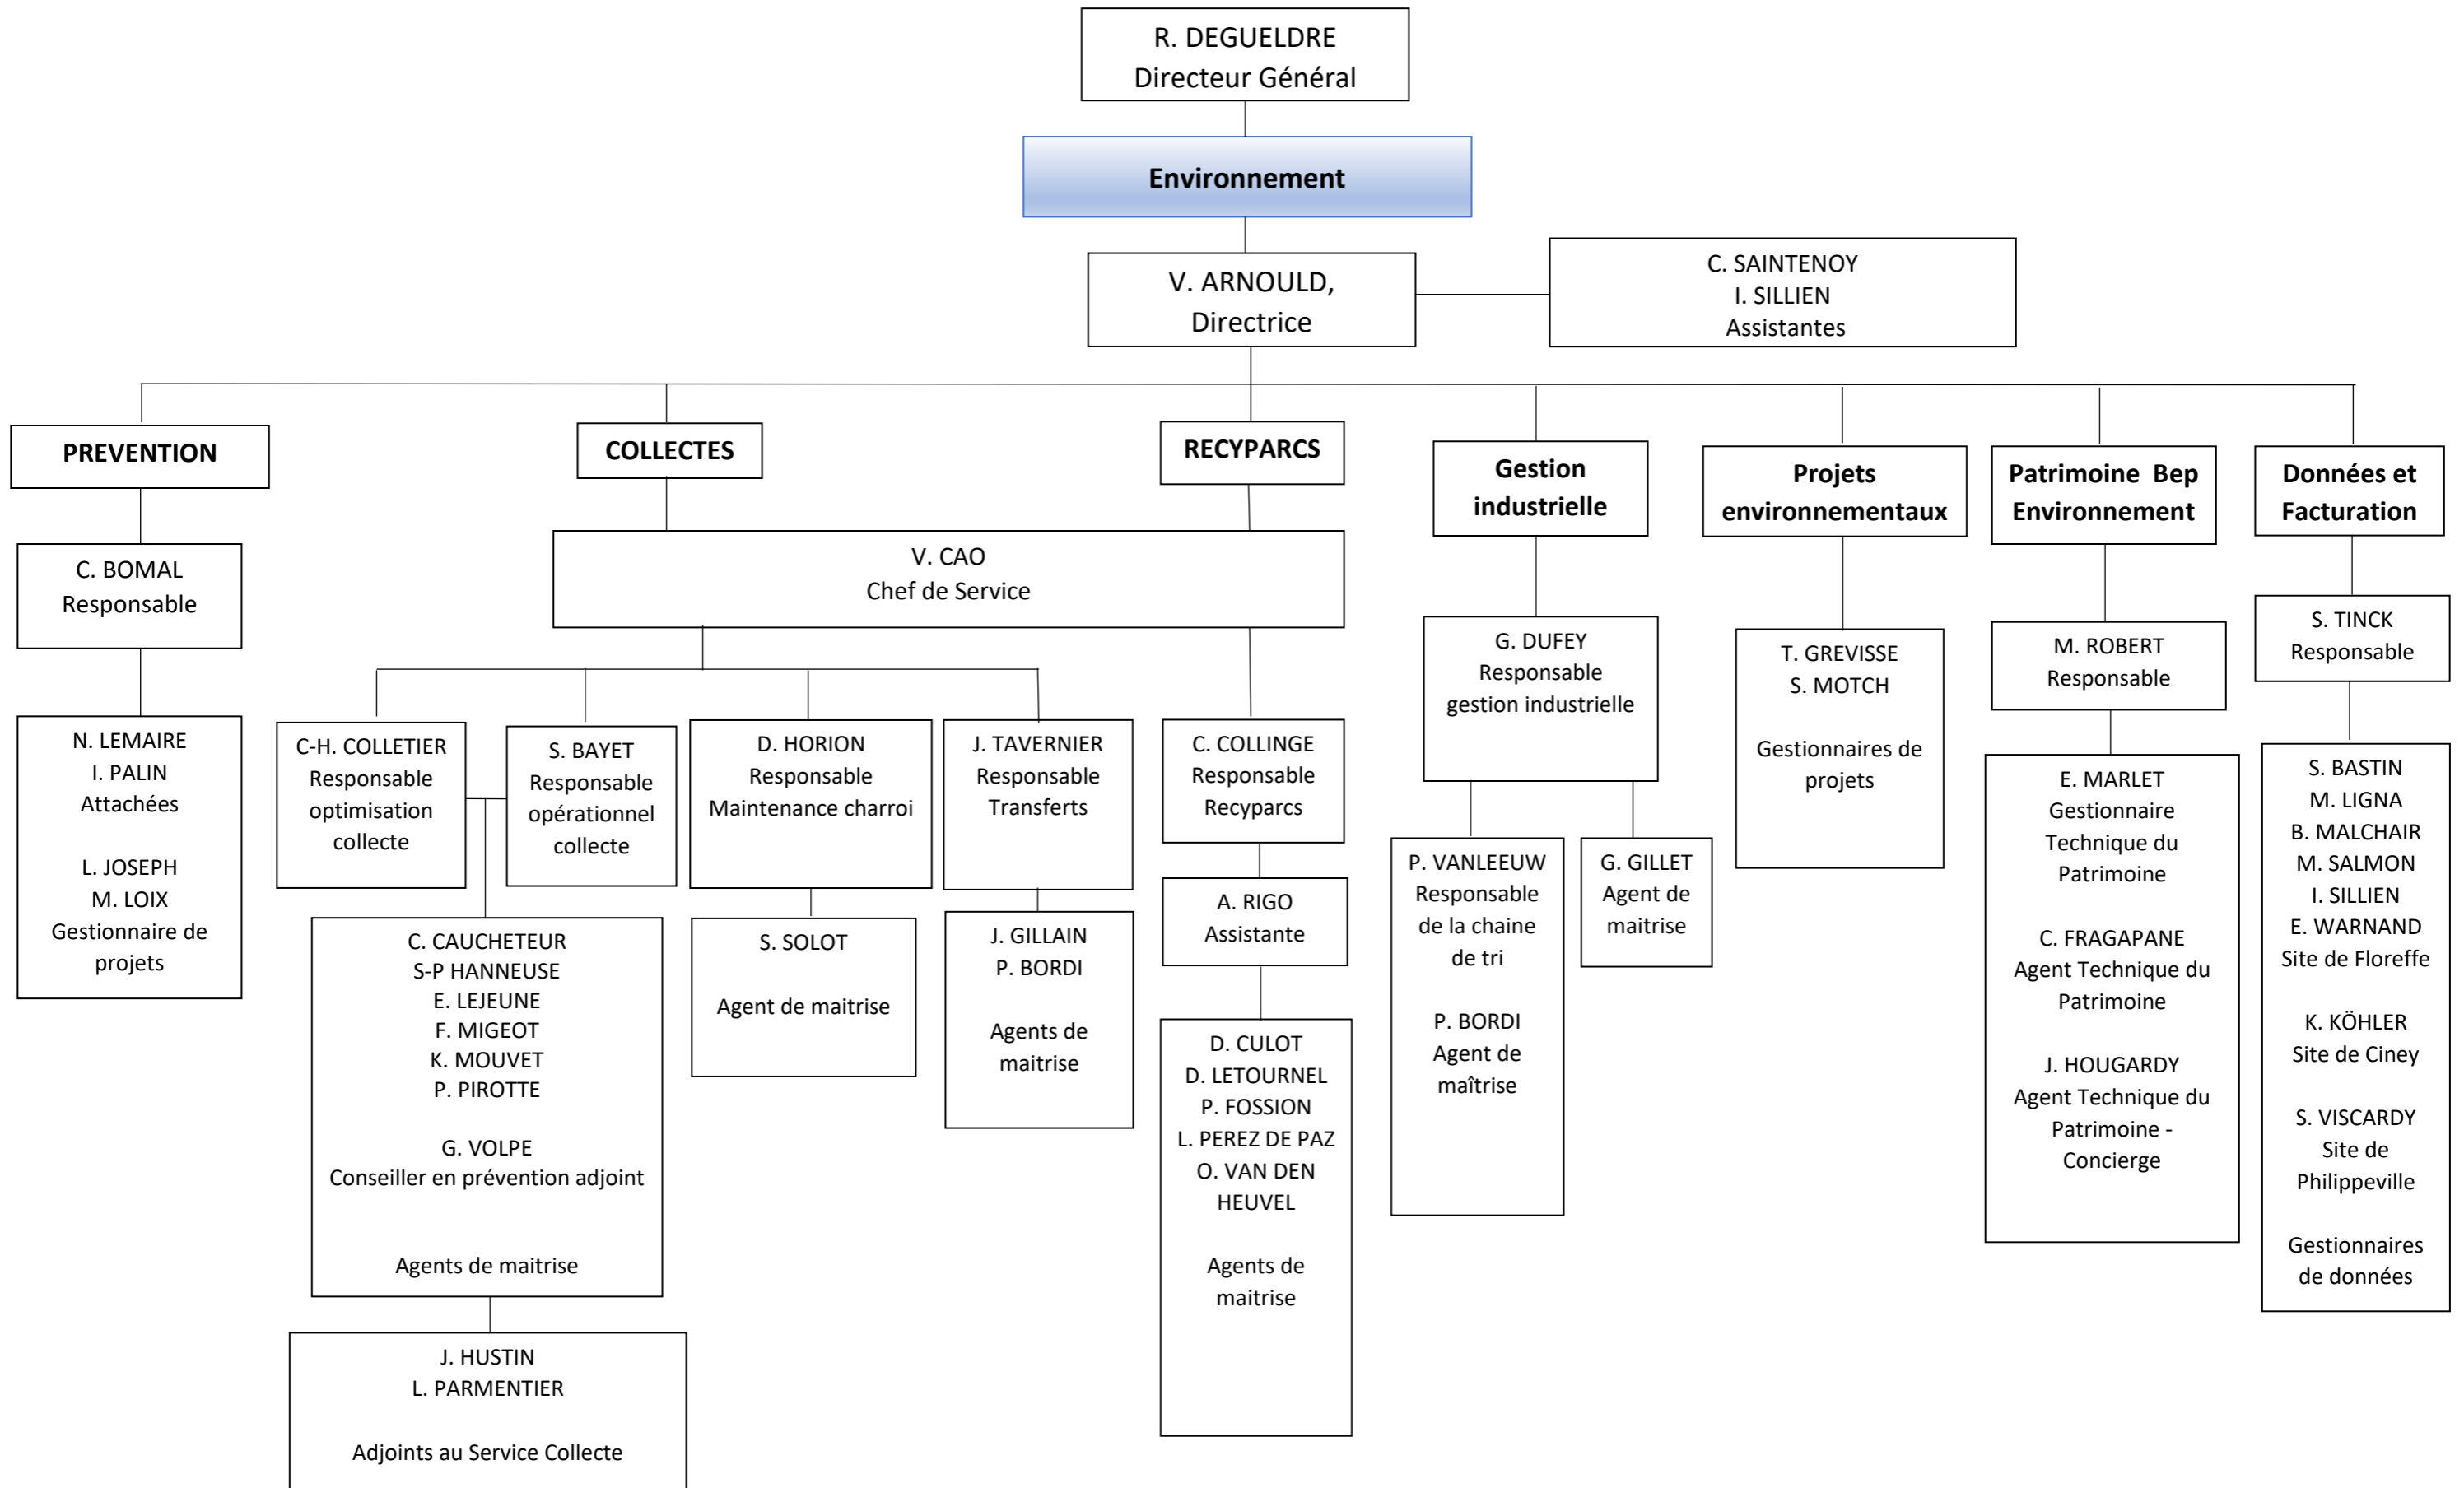 R. DEGUELDRE
Directeur Général
Environnement
V. ARNOULD,
Directrice
C. SAINTENOY
I. SILLIEN
Assistantes
PREVENTION
COLLECTES
RECYPARCS
Gestion
industrielle
Projets
environnementaux
Patrimoine Bep
Environnement
Données et
Facturation
C. BOMAL
Responsable
V. CAO
Chef de Service
G. DUFEY
Responsable
gestion industrielle
T. GREVISSE
S. MOTCH
Gestionnaires de
projets
M. ROBERT
Responsable
S. TINCK
Responsable
N. LEMAIRE
I. PALIN
Attachées
L. JOSEPH
M. LOIX
Gestionnaire de
projets
C-H. COLLETIER
Responsable
optimisation
collecte
S. BAYET
Responsable
opérationnel
collecte
D. HORION
Responsable
Maintenance charroi
J. TAVERNIER
Responsable
Transferts
C. COLLINGE
Responsable
Recyparcs
P. VANLEEUW
Responsable
de la chaine
de tri
P. BORDI
Agent de
maîtrise
G. GILLET
Agent de
maitrise
E. MARLET
Gestionnaire
Technique du
Patrimoine
C. FRAGAPANE
Agent Technique du
Patrimoine
J. HOUGARDY
Agent Technique du
Patrimoine -
Concierge
S. BASTIN
M. LIGNA
B. MALCHAIR
M. SALMON
I. SILLIEN
E. WARNAND
Site de Floreffe
K. KÖHLER
Site de Ciney
S. VISCARDY
Site de
Philippeville
Gestionnaires
de données
C. CAUCHETEUR
S-P HANNEUSE
E. LEJEUNE
F. MIGEOT
K. MOUVET
P. PIROTTE
G. VOLPE
Conseiller en prévention adjoint
Agents de maitrise
S. SOLOT
Agent de maitrise
J. GILLAIN
P. BORDI
Agents de
maitrise
A. RIGO
Assistante
D. CULOT
D. LETOURNEL
P. FOSSION
L. PEREZ DE PAZ
O. VAN DEN
HEUVEL
Agents de
maitrise
J. HUSTIN
L. PARMENTIER
Adjoints au Service Collecte